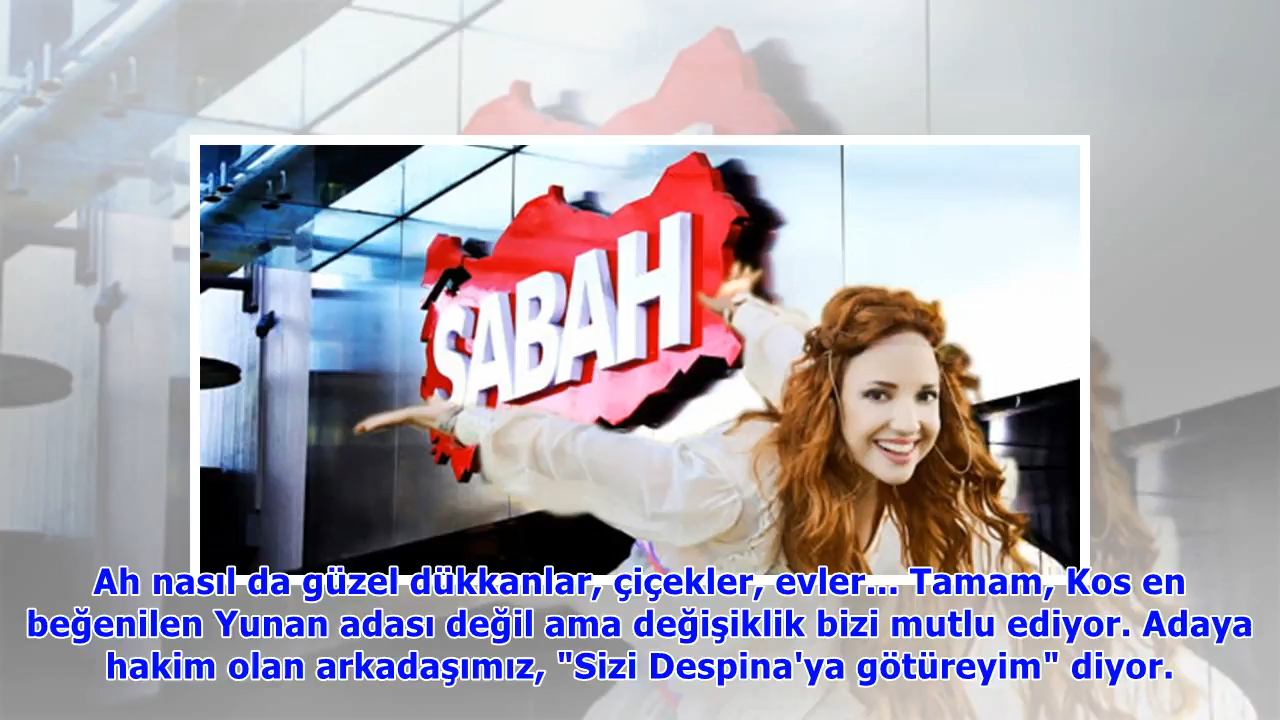 SABAH
Ah nasıl da güzel dükkanlar, çiçekler, evler... Tamam, Kos en
beğenilen Yunan adası değil ama değişiklik bizi mutlu ediyor. Adaya
hakim olan arkadaşımız, "Sizi Despina'ya götüreyim" diyor.